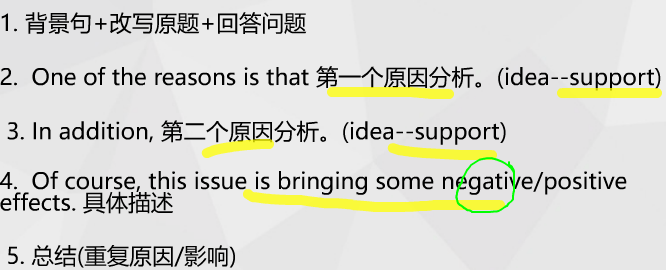 1. 背景句+改写原题+回答问题
2. One of the reasons is that 第一个原因分析。(idea--support)
3. In addition, 第二个原因分析。(idea--support)
4. Of course, this issue is bringing some negative/positive
effects. 具体描述
5. 总结(重复原因/影响)